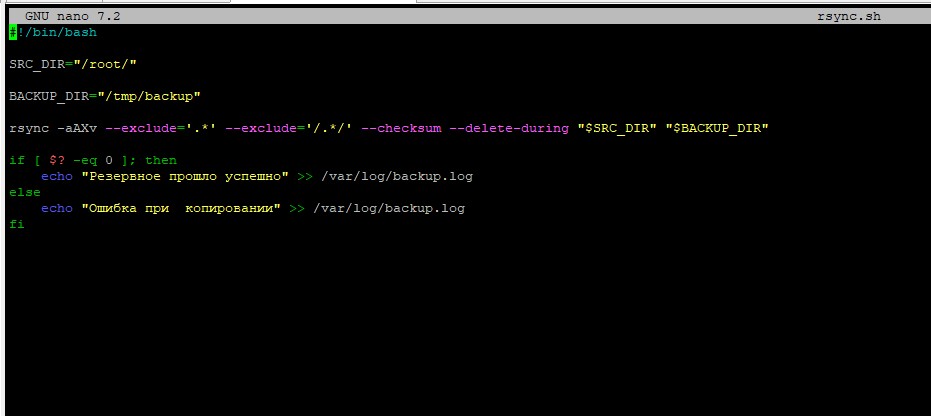 GNU nano 7.2 rsync.sh
#!/bin/bash
SRC_DIR="/root/"
BACKUP_DIR="/tmp/backup"
rsync -aAXv --exclude='.*' --exclude='/.*/' --checksum --delete-during "$SRC_DIR" "$BACKUP_DIR"
if [ $? -eq 0 ]; then
echo "Резервное прошло успешно" >> /var/log/backup.log
else
echo "Ошибка при  копировании" >> /var/log/backup.log
fi